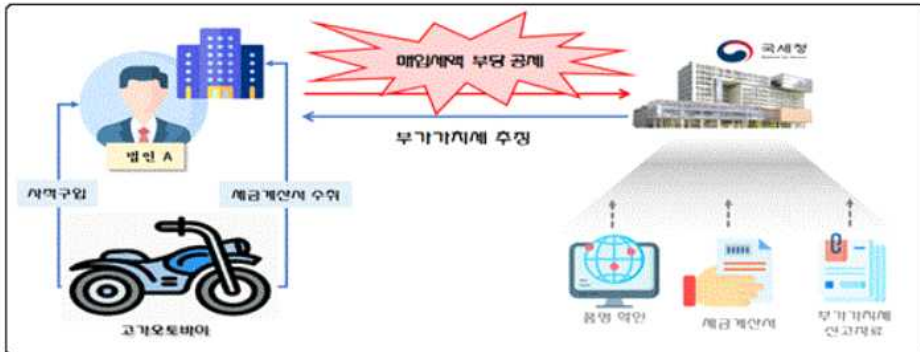 매입세액 부당 공제
국세청
부가가치세 추징
법인 A
사적구입
세금계산서 수취
고가오토바이
품명 확인
세금계산서
부가가치세
신고자료